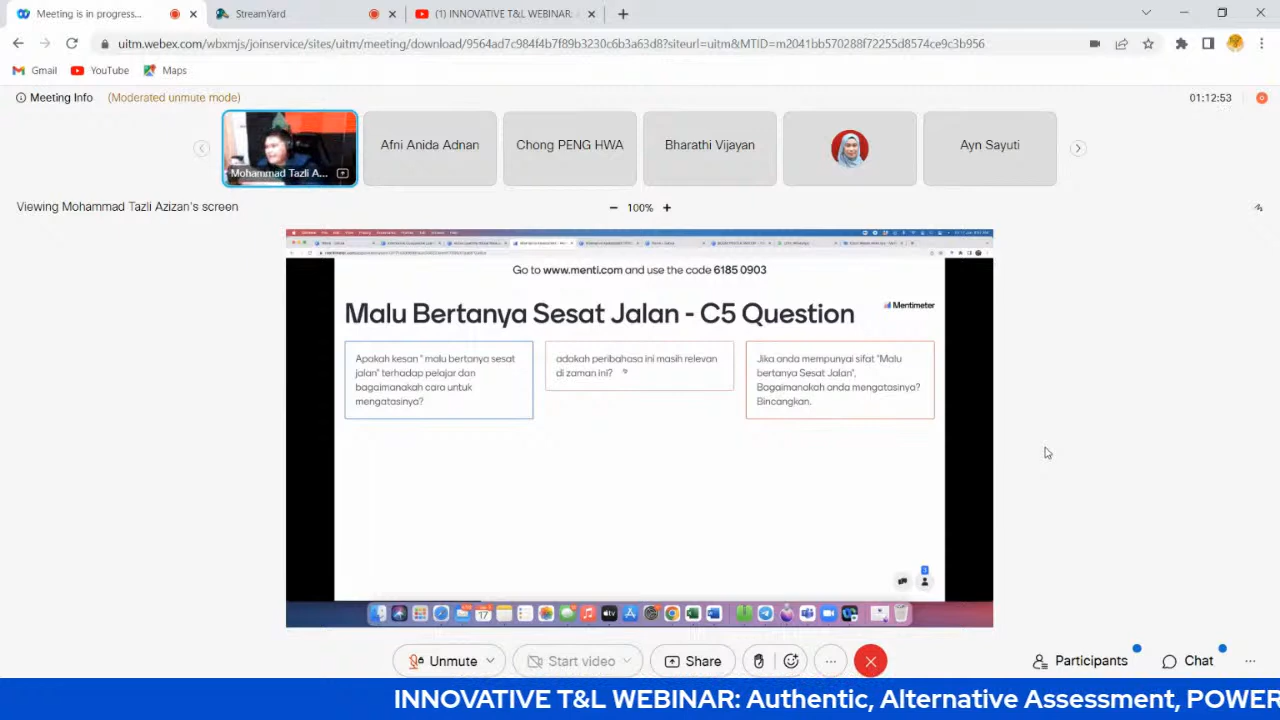 Meeting is in progress...
StreamYard
(1) INNOVATIVE T&L WEBINAR:
uitm.webex.com/wbxmjs/joinservice/sites/uitm/meeting/download/9564ad7c984f4b7f89b3230c6b3a63d8?siteurl=uitm&MTID=m2041bb570288f72255d8574ce9c3b956
Gmail
YouTube
Maps
Meeting Info
(Moderated unmute mode)
01:12:53
Mohammad Tazli A...
Afni Anida Adnan
Chong PENG HWA
Bharathi Vijayan
Ayn Sayuti
Viewing Mohammad Tazli Azizan's screen
100%
Go to www.menti.com and use the code 6185 0903
Malu Bertanya Sesat Jalan - C5 Question
Mentimeter
Apakah kesan " malu bertanya sesat
jalan" terhadap pelajar dan
bagaimanakah cara untuk
mengatasinya?
adakah peribahasa ini masih relevan
di zaman ini?
Jika anda mempunyai sifat "Malu
bertanya Sesat Jalan",
Bagaimanakah anda mengatasinya?
Bincangkan.
3
17
Unmute
Start video
Share
Participants
Chat
INNOVATIVE T&L WEBINAR: Authentic, Alternative Assessment, POWER